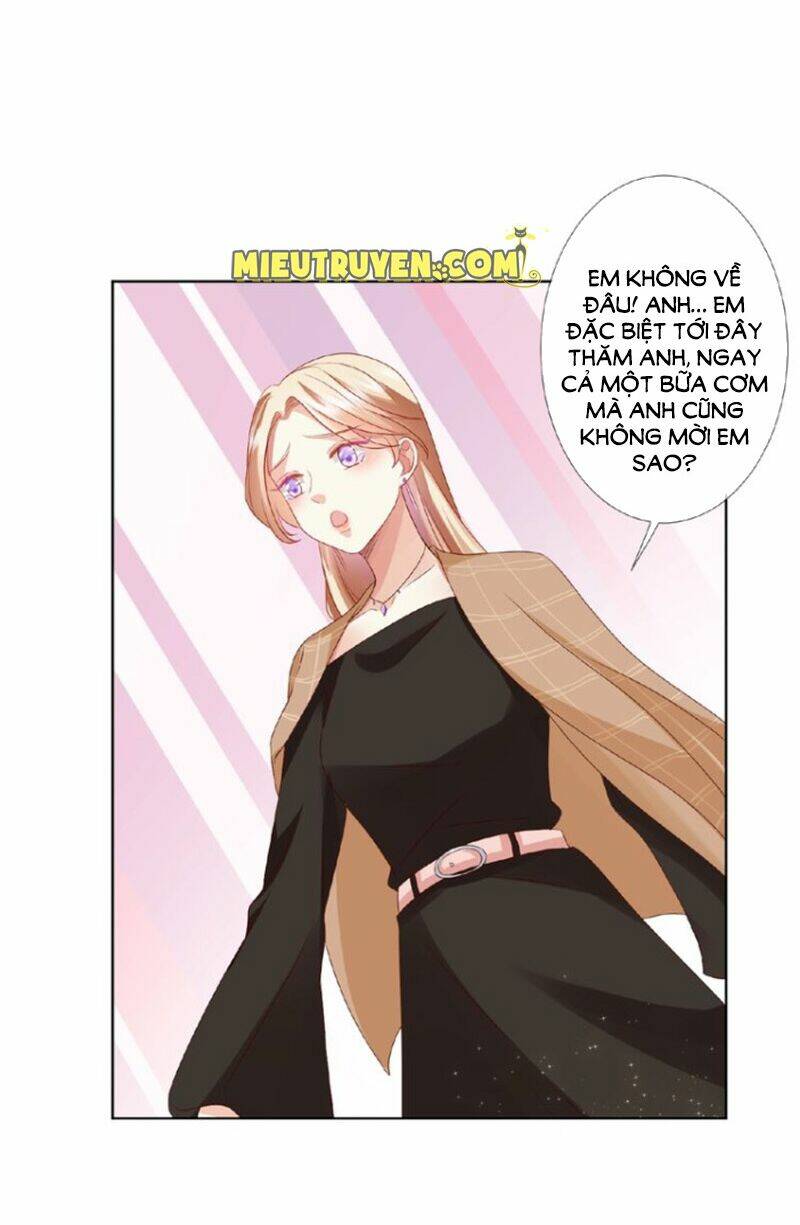 MIEUTRUYEN.COM
EM KHÔNG VỀ
ĐÂU! ANH... EM
ĐẶC BIỆT TỚI ĐÂY
THĂM ANH, NGAY
CẢ MỘT BỮA CƠM
MÀ ANH CŨNG
KHÔNG MỜI EM
SAO?